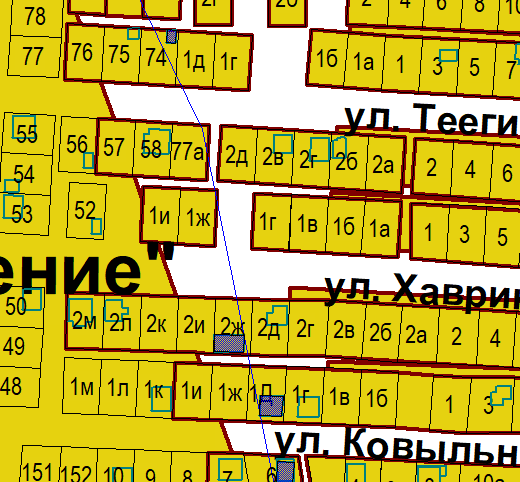 78
77
76 75 74 1д 1г
1б 1а 1 3 5 7
ул. Тееги
55
54
53
56
57 58 77а
2д 2в 2г 2б 2а
2 4 6
52
1и 1ж
1г 1в 1б 1а
1 3 5
ение"
ул. Хаврин
50
49
48
2м 2л 2к 2и 2ж 2д 2г 2в 2б 2а 2 4
1м 1л 1к
1и 1ж 1д 1г 1в 1б 1 3
ул. Ковыльн
151 152 10 9 8 7 6